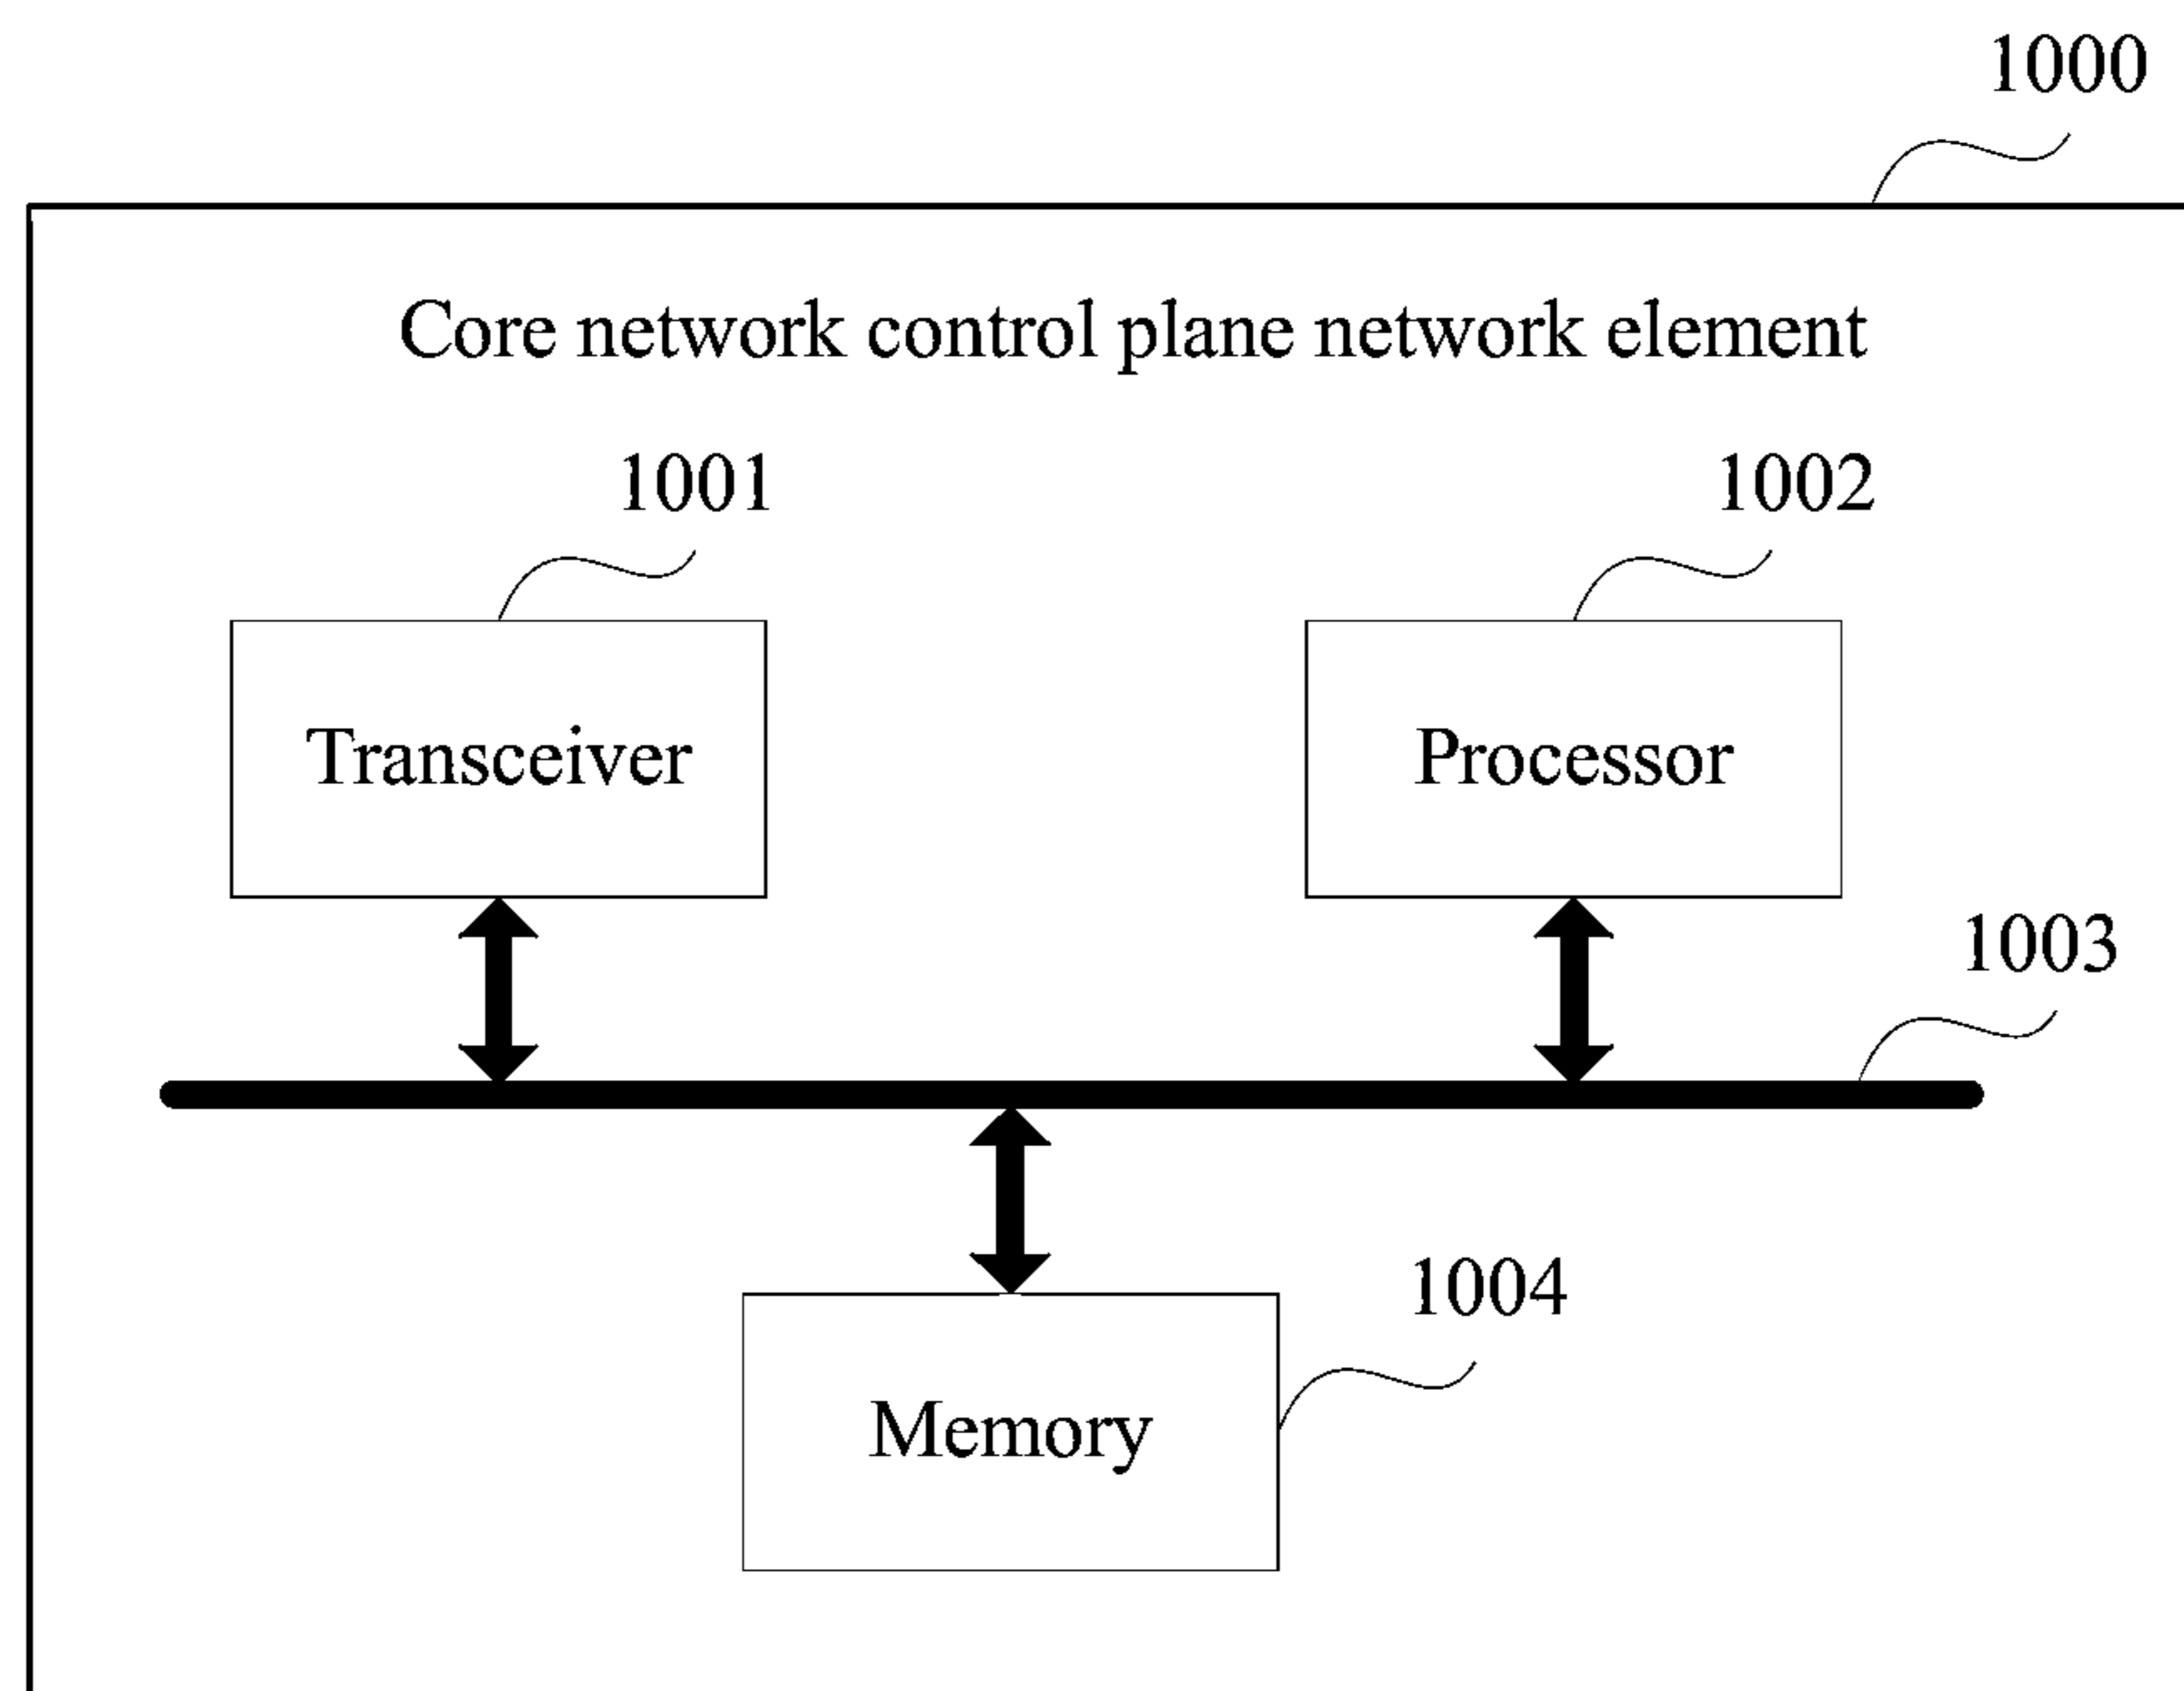 1000
Core network control plane network element
1001
1002
Transceiver
Processor
1003
1004
Memory